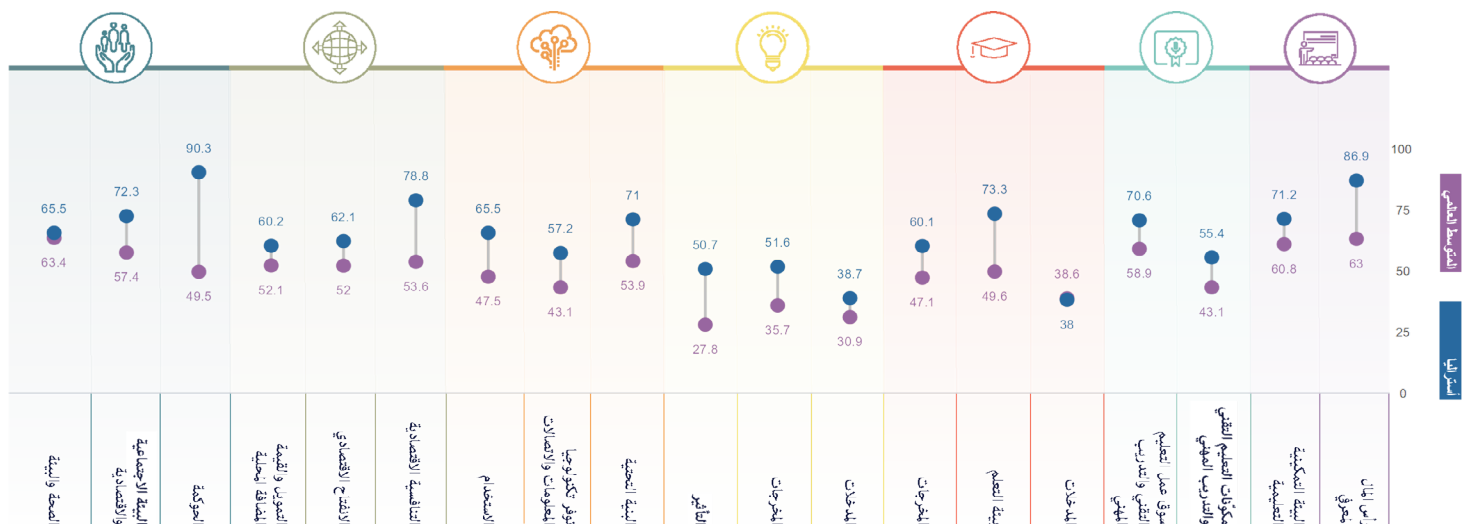 90.3
86.9
78.8
72.3
73.3
71
70.6
71.2
65.5
60.2
62.1
65.5
57.2
50.7
51.6
38.7
60.1
38.6
55.4
63.4
57.4
49.5
52.1
52
53.6
47.5
43.1
53.9
27.8
35.7
30.9
47.1
49.6
38
58.9
43.1
60.8
63
100
75
50
25
0
المتوسط العالمي
أستراليا
رأس المال
المعرفي
البيئة التمكينية
التعليمية
مكوّنات التعليم التقني
والتدريب المهني
سوق عمل التعليم
التقني والتدريب
المهني
المدخلات
بيئة التعلم
المخرجات
المدخلات
المخرجات
التأثير
البنية التحتية
توفر تكنولوجيا
المعلومات والاتصالات
الاستخدام
التنافسية الاقتصادية
الانفتاح الاقتصادي
التمويل والقيمة
المضافة المحلية
الحوكمة
البيئة الاجتماعية
والاقتصادية
الصحة والبيئة